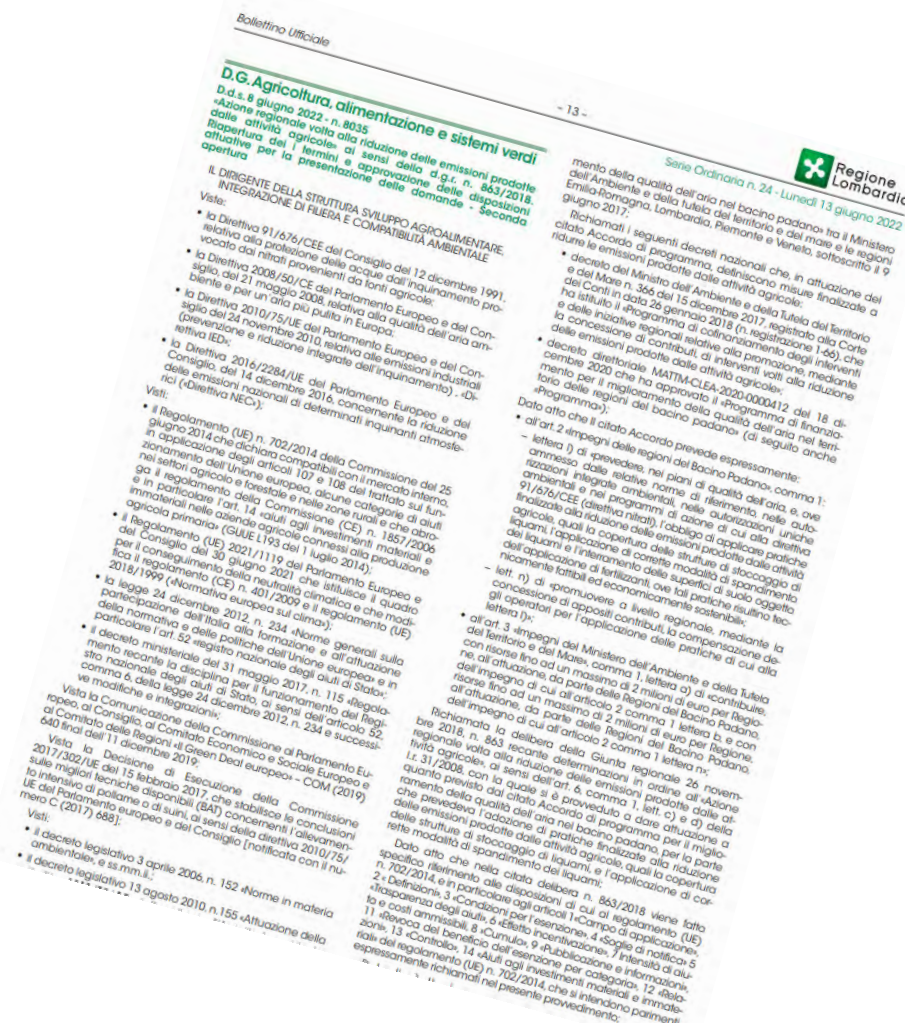 Bollettino Ufficiale
– 13 –
Serie Ordinaria n. 24 - Lunedì 13 giugno 2022
Regione
Lombardia
D.G. Agricoltura, alimentazione e sistemi verdi
D.d.s. 8 giugno 2022 - n. 8035
«Azione regionale volta alla riduzione delle emissioni prodotte
dalle attività agricole» ai sensi della d.g.r. n. 863/2018.
Riapertura dei i termini e approvazione delle disposizioni
attuative per la presentazione delle domande - Seconda
apertura
IL DIRIGENTE DELLA STRUTTURA SVILUPPO AGROALIMENTARE,
INTEGRAZIONE DI FILIERA E COMPATIBILITÀ AMBIENTALE
Viste:
• la Direttiva 91/676/CEE del Consiglio del 12 dicembre 1991,
relativa alla protezione delle acque dall'inquinamento pro-
vocato dai nitrati provenienti da fonti agricole;
• la Direttiva 2008/50/CE del Parlamento Europeo e del Con-
siglio, del 21 maggio 2008, relativa alla qualità dell'aria am-
biente e per un'aria più pulita in Europa;
• la Direttiva 2010/75/UE del Parlamento Europeo e del Con-
siglio del 24 novembre 2010, relativa alle emissioni industriali
(prevenzione e riduzione integrate dell'inquinamento) , «Di-
rettiva IED»;
• la Direttiva 2016/2284/UE del Parlamento Europeo e del
Consiglio, del 14 dicembre 2016, concernente la riduzione
delle emissioni nazionali di determinati inquinanti atmosfe-
rici («Direttiva NEC»);
Visti:
• il Regolamento (UE) n. 702/2014 della Commissione del 25
giugno 2014 che dichiara compatibili con il mercato interno
in applicazione degli articoli 107 e 108 del trattato sul fun-
zionamento dell'Unione europea, alcune categorie di aiuti
nei settori agricolo e forestale e nelle zone rurali e che abro-
ga il regolamento della Commissione (CE) n. 1857/2006
e in particolare l'art. 14 «aiuti agli investimenti materiali e
immateriali nelle aziende agricole connessi alla produzione
agricola primaria» (GUUE L193 del 1 luglio 2014);
• il Regolamento (UE) 2021/1119 del Parlamento Europeo e
del Consiglio del 30 giugno 2021 che istituisce il quadro
per il conseguimento della neutralità climatica e che modi-
fica il regolamento (CE) n. 401/2009 e il regolamento (UE)
2018/1999 («Normativa europea sul clima»);
• la legge 24 dicembre 2012, n. 234 «Norme generali sulla
partecipazione dell'Italia alla formazione e all'attuazione
della normativa e delle politiche dell'Unione europea» e in
particolare l'art. 52 «registro nazionale degli aiuti di Stato»;
• il decreto ministeriale del 31 maggio 2017, n. 115 «Regola-
mento recante la disciplina per il funzionamento del Regi-
stro nazionale degli aiuti di Stato, ai sensi dell'articolo 52,
comma 6, della legge 24 dicembre 2012, n. 234 e successi-
ve modifiche e integrazioni»;
Vista la Comunicazione della Commissione al Parlamento Eu-
ropeo, al Consiglio, al Comitato Economico e Sociale Europeo e
al Comitato delle Regioni «Il Green Deal europeo» – COM (2019)
640 final dell'11 dicembre 2019;
Vista la Decisione di Esecuzione della Commissione
2017/302/UE del 15 febbraio 2017, che stabilisce le conclusioni
sulle migliori tecniche disponibili (BAT) concernenti l'allevamen-
to intensivo di pollame o di suini, ai sensi della direttiva 2010/75/
UE del Parlamento europeo e del Consiglio [notificata con il nu-
mero C (2017) 688];
Visti:
• il decreto legislativo 3 aprile 2006, n. 152 «Norme in materia
ambientale», e ss.mm.ii.;
• il decreto legislativo 13 agosto 2010, n. 155 «Attuazione della
mento della qualità dell'aria nel bacino padano» tra il Ministero
dell'Ambiente e della tutela del territorio e del mare e le regioni
Emilia-Romagna, Lombardia, Piemonte e Veneto, sottoscritto il 9
giugno 2017;
Richiamati i seguenti decreti nazionali che, in attuazione del
citato Accordo di programma, definiscono misure finalizzate a
ridurre le emissioni prodotte dalle attività agricole:
• decreto del Ministro dell'Ambiente e della Tutela del Territorio
e del Mare n. 366 del 15 dicembre 2017, registrato alla Corte
dei Conti in data 26 gennaio 2018 (n. registrazione 1-66), che
ha istituito il «Programma di cofinanziamento degli interventi
e delle iniziative regionali relative alla promozione, mediante
la concessione di contributi, di interventi volti alla riduzione
delle emissioni prodotte dalle attività agricole»;
• decreto direttoriale MATTM-CLEA-2020-0000412 del 18 di-
cembre 2020 che ha approvato il «Programma di finanzia-
mento per il miglioramento della qualità dell'aria nel terri-
torio delle regioni del bacino padano» (di seguito anche
«Programma»);
Dato atto che Il citato Accordo prevede espressamente:
• all'art. 2 «Impegni delle regioni del Bacino Padano», comma 1:
– lettera l) di «prevedere, nei piani di qualità dell'aria, e, ove
ammesso dalle relative norme di riferimento, nelle auto-
rizzazioni integrate ambientali, nelle autorizzazioni uniche
ambientali e nei programmi di azione di cui alla direttiva
91/676/CEE (direttiva nitrati), l'obbligo di applicare pratiche
finalizzate alla riduzione delle emissioni prodotte dalle attività
agricole, quali la copertura delle strutture di stoccaggio di
liquami, l'applicazione di corrette modalità di spandimento
dei liquami e l'interramento delle superfici di suolo oggetto
dell'applicazione di fertilizzanti, ove tali pratiche risultino tec-
nicamente fattibili ed economicamente sostenibili»;
– lett. n) di «promuovere a livello regionale, mediante la
concessione di appositi contributi, la compensazione de-
gli operatori per l'applicazione delle pratiche di cui alla
lettera l)»;
• all'art. 3 «Impegni del Ministero dell'Ambiente e della Tutela
del Territorio e del Mare», comma 1, lettera a) di «contribuire,
con risorse fino ad un massimo di 2 milioni di euro per Regio-
ne, all'attuazione, da parte delle Regioni del Bacino Padano,
dell'impegno di cui all'articolo 2 comma 1 lettera b, e con
risorse fino ad un massimo di 2 milioni di euro per Regione,
all'attuazione, da parte delle Regioni del Bacino Padano,
dell'impegno di cui all'articolo 2 comma 1 lettera n»;
Richiamata la delibera della Giunta regionale 26 novem-
bre 2018, n. 863 recante determinazioni in ordine all'«Azione
regionale volta alla riduzione delle emissioni prodotte dalle at-
tività agricole», ai sensi dell'art. 6, comma 1, lett. c) e d) della
l.r. 31/2008, con la quale si è provveduto a dare attuazione a
quanto previsto dal citato Accordo di programma per il miglio-
ramento della qualità dell'aria nel bacino padano, per la parte
che prevede l'adozione di pratiche finalizzate alla riduzione
delle emissioni prodotte dalle attività agricole, quali la copertura
delle strutture di stoccaggio di liquami, e l'applicazione di cor-
rette modalità di spandimento dei liquami;
Dato atto che nella citata delibera n. 863/2018 viene fatto
specifico riferimento alle disposizioni di cui al regolamento (UE)
n. 702/2014, e in particolare agli articoli 1 «Campo di applicazione»,
2 « Definizioni», 3 «Condizioni per l'esenzione», 4 «Soglie di notifica» 5
«Trasparenza degli aiuti», 6 «Effetto incentivazione», 7 Intensità di aiu-
to e costi ammissibili, 8 «Cumulo», 9 «Pubblicazione e informazioni»,
11 «Revoca del beneficio dell'esenzione per categoria», 12 «Rela-
zioni», 13 «Controllo», 14 «Aiuti agli investimenti materiali e immate-
riali» del regolamento (UE) n. 702/2014, che si intendono parimenti
espressamente richiamati nel presente provvedimento;